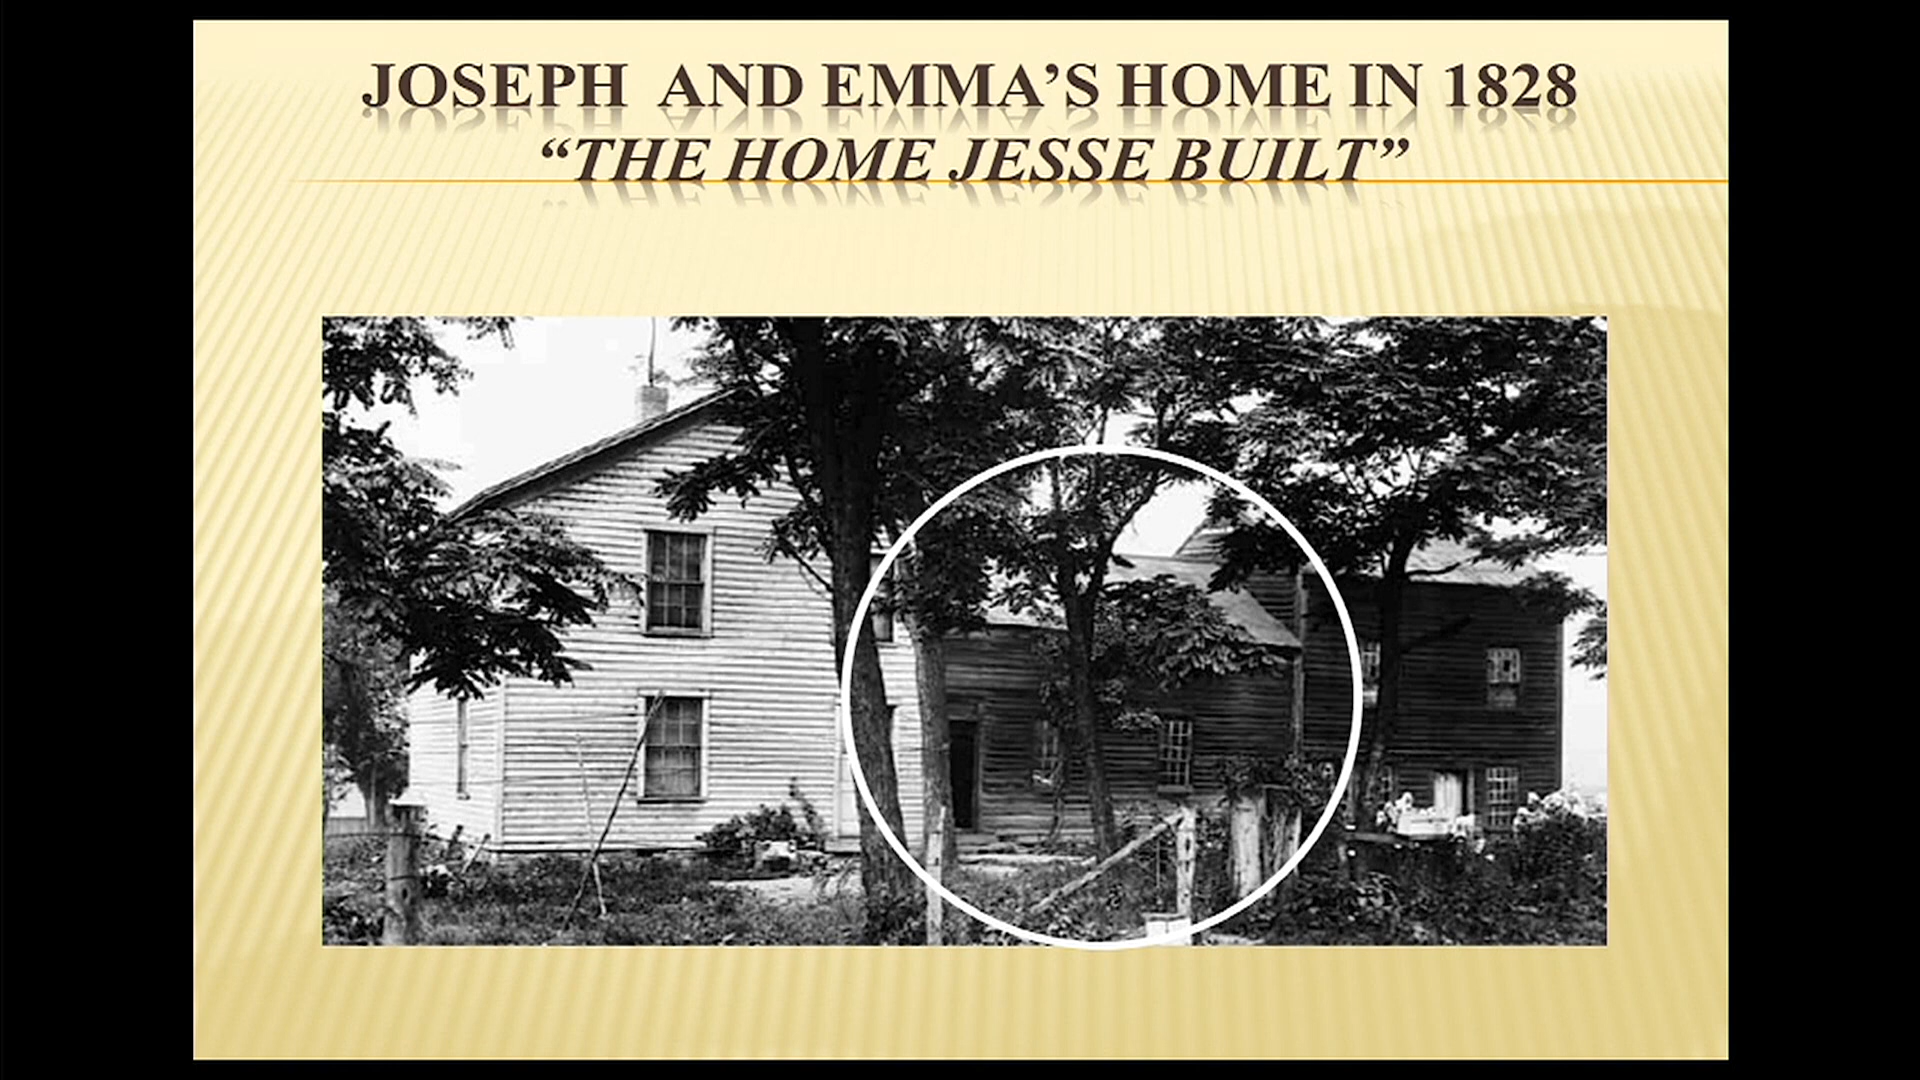 JOSEPH AND EMMA’S HOME IN 1828
“THE HOME JESSE BUILT”